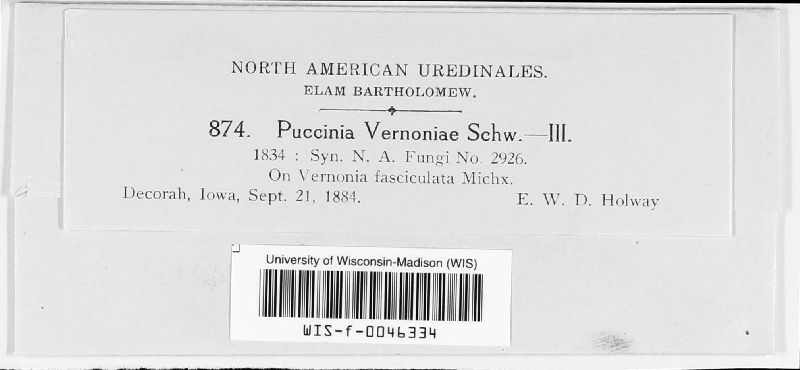 NORTH AMERICAN UREDINALES.
ELAM BARTHOLOMEW.
874. Puccinia Vernoniae Schw.—III.
1834 : Syn. N. A. Fungi No. 2926.
On Vernonia fasciculata Michx.
Decorah, Iowa, Sept. 21, 1884. E. W. D. Holway
University of Wisconsin-Madison (WIS)
WIS-f-0046334